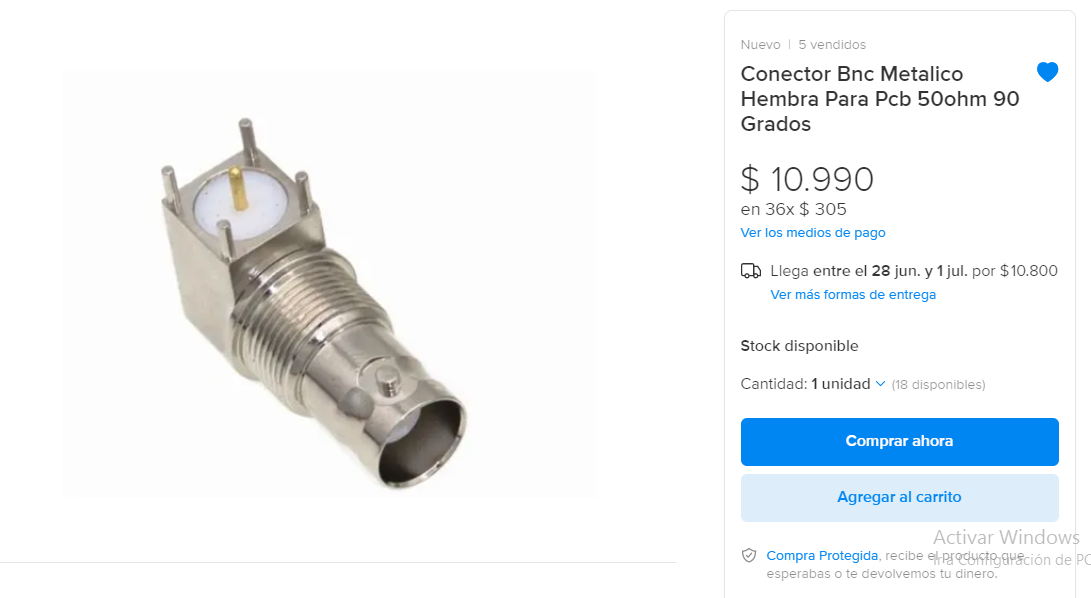 Nuevo | 5 vendidos
Conector Bnc Metalico
Hembra Para Pcb 50ohm 90
Grados
$ 10.990
en 36x $ 305
Ver los medios de pago
Llega entre el 28 jun. y 1 jul. por $10.800
Ver más formas de entrega
Stock disponible
Cantidad: 1 unidad (18 disponibles)
Comprar ahora
Agregar al carrito
Activar Windows
Compra Protegida, recibe el producto que
Ir a Configuración de PC
esperabas o te devolvemos tu dinero.